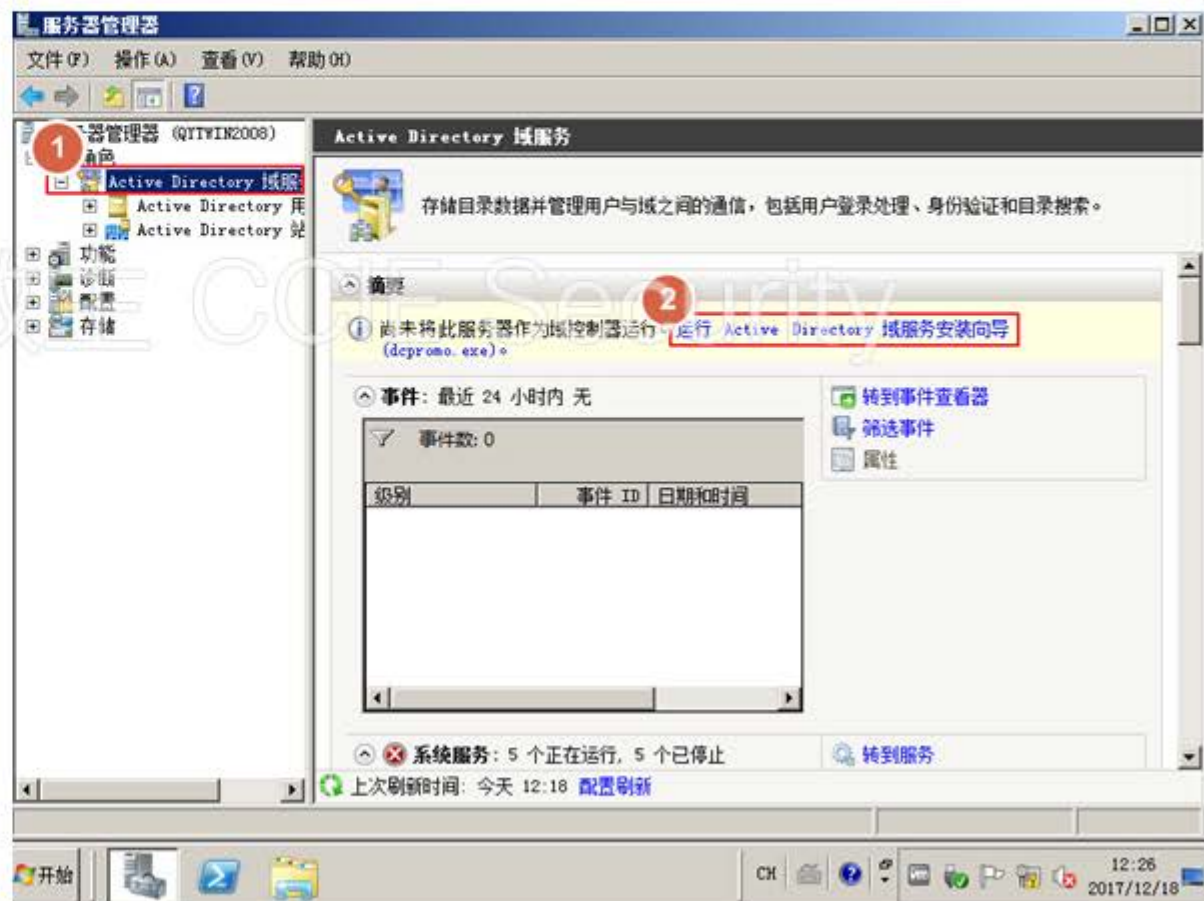 服务器管理器
文件(F) 操作(A) 查看(V) 帮助(H)
器管理器 (QYTWIN2008)
1
角色
Active Directory 域服
Active Directory 用
Active Directory 站
功能
诊断
配置
存储
Active Directory 域服务
存储目录数据并管理用户与域之间的通信，包括用户登录处理、身份验证和目录搜索。
CCIE Security
摘要
2
尚未将此服务器作为域控制器运行 运行 Active Directory 域服务安装向导
(dcpromo.exe)。
事件: 最近 24 小时内 无
事件数: 0
级别 事件 ID 日期和时间
转到事件查看器
筛选事件
属性
系统服务: 5 个正在运行, 5 个已停止
转到服务
上次刷新时间: 今天 12:18 配置刷新
开始
CH
12:26
2017/12/18